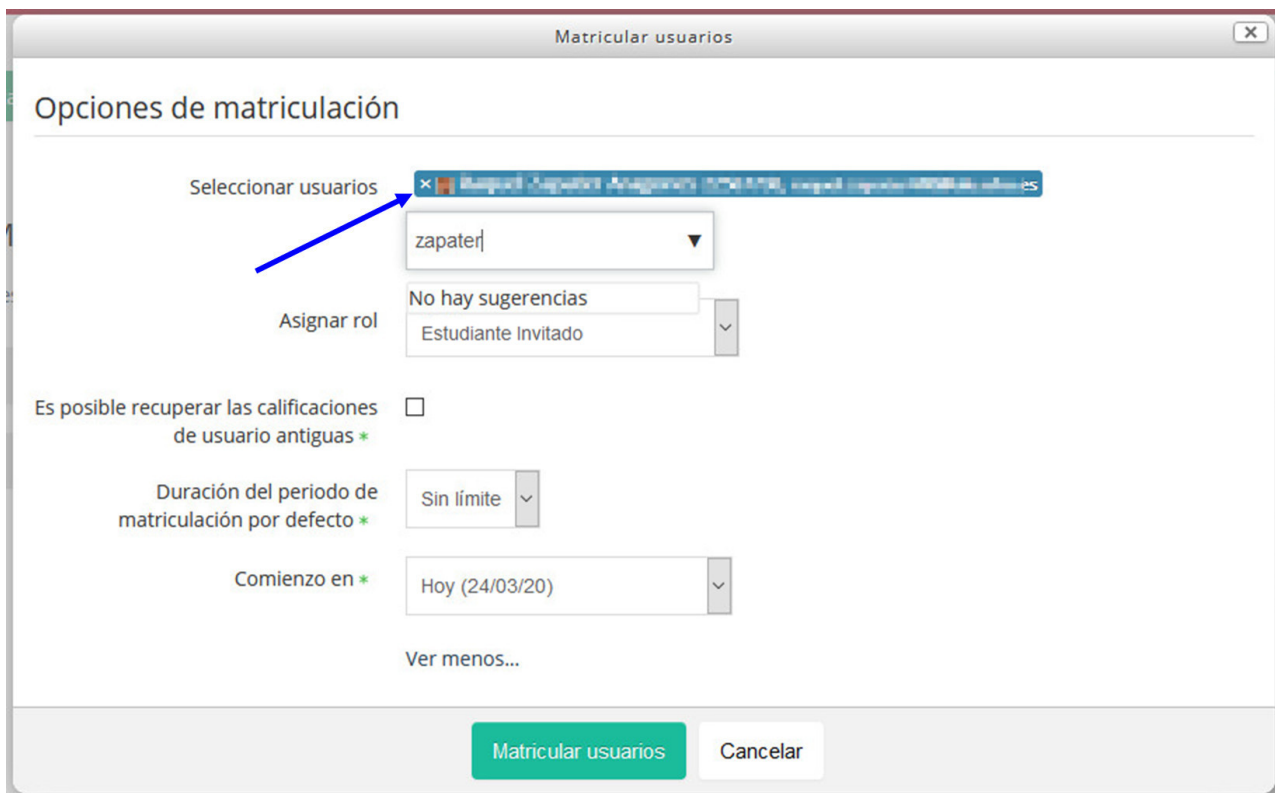 Matricular usuarios
Opciones de matriculación
Seleccionar usuarios
es
zapater
No hay sugerencias
Asignar rol
Estudiante Invitado
Es posible recuperar las calificaciones
de usuario antiguas *
Duración del periodo de
matriculación por defecto *
Sin límite
Comienzo en *
Hoy (24/03/20)
Ver menos...
Matricular usuarios
Cancelar